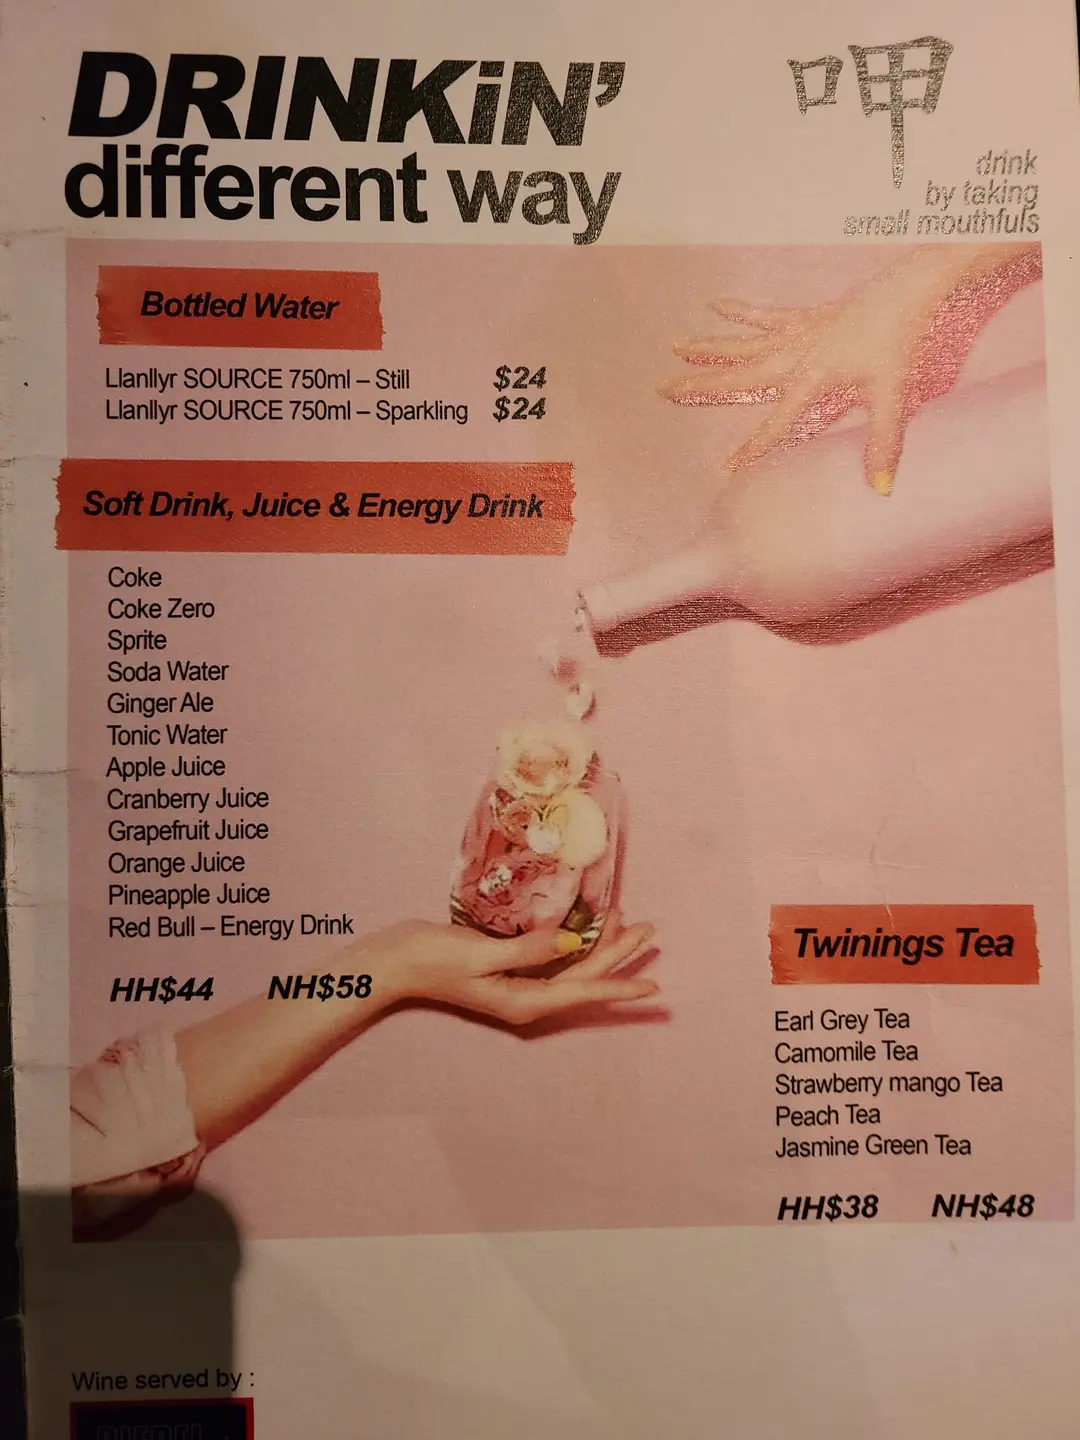 DRINKiN'
different way
呷
drink
by taking
small mouthfuls
Bottled Water
Llanllyr SOURCE 750ml – Still $24
Llanllyr SOURCE 750ml – Sparkling $24
Soft Drink, Juice & Energy Drink
Coke
Coke Zero
Sprite
Soda Water
Ginger Ale
Tonic Water
Apple Juice
Cranberry Juice
Grapefruit Juice
Orange Juice
Pineapple Juice
Red Bull – Energy Drink
HH$44 NH$58
Twinings Tea
Earl Grey Tea
Camomile Tea
Strawberry mango Tea
Peach Tea
Jasmine Green Tea
HH$38 NH$48
Wine served by :